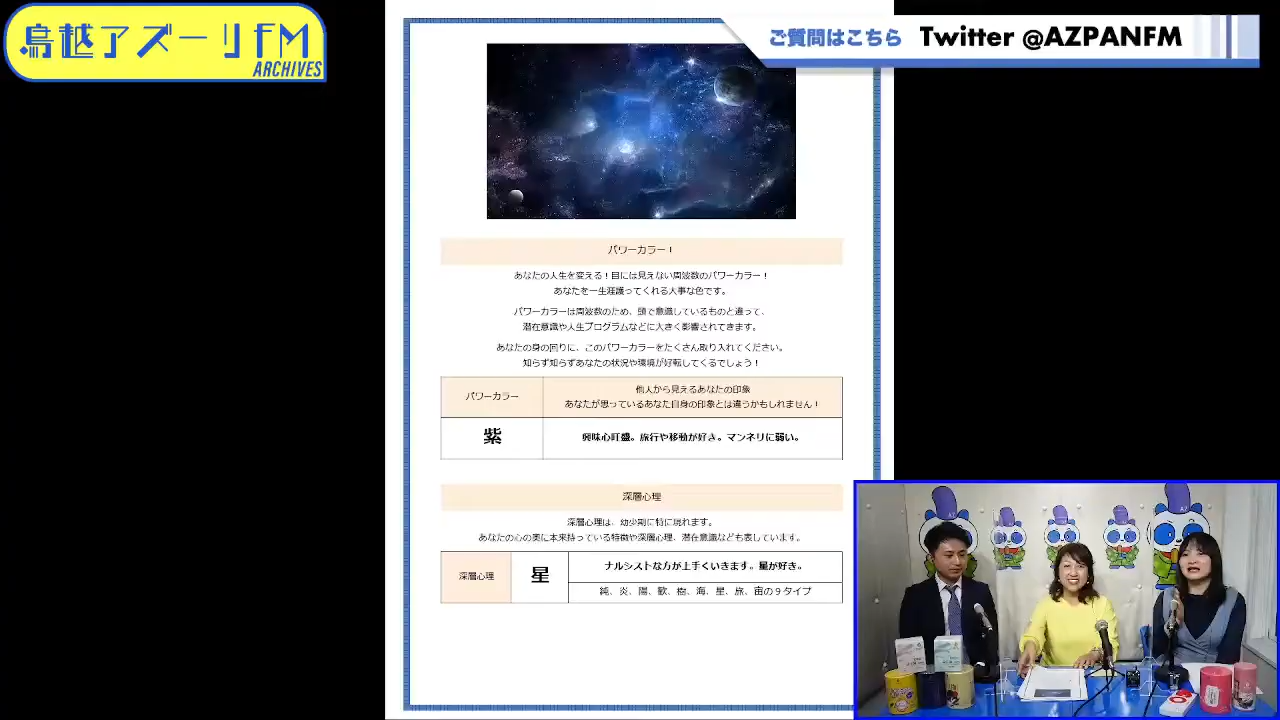 鳥越アズーリFM
ARCHIVES
ご質問はこちら Twitter @AZPANFM
パワーカラー！
あなたの人生を変える！目には見えない周波数のパワーカラー！
あなたを一生涯護ってくれる大事な色です。
パワーカラーは周波数のため、頭で意識しているものと違って、
潜在意識や人生プログラムなどに大きく影響されてきます。
あなたの身の回りに、このパワーカラーをたくさん取り入れてください。
知らず知らずあなたの状況や環境が好転してくるでしょう！
パワーカラー
他人から見えるあなたの印象
あなたが思っているあなた自身の印象とは違うかもしれません！
紫
興味心旺盛。旅行や移動が好き。マンネリに弱い。
深層心理
深層心理は、幼少期に特に現れます。
あなたの心の奥に本来持っている特徴や深層心理、潜在意識なども表しています。
深層心理
星
ナルシストな方が上手くいきます。星が好き。
純、炎、陽、歓、樹、海、星、旅、宙の９タイプ